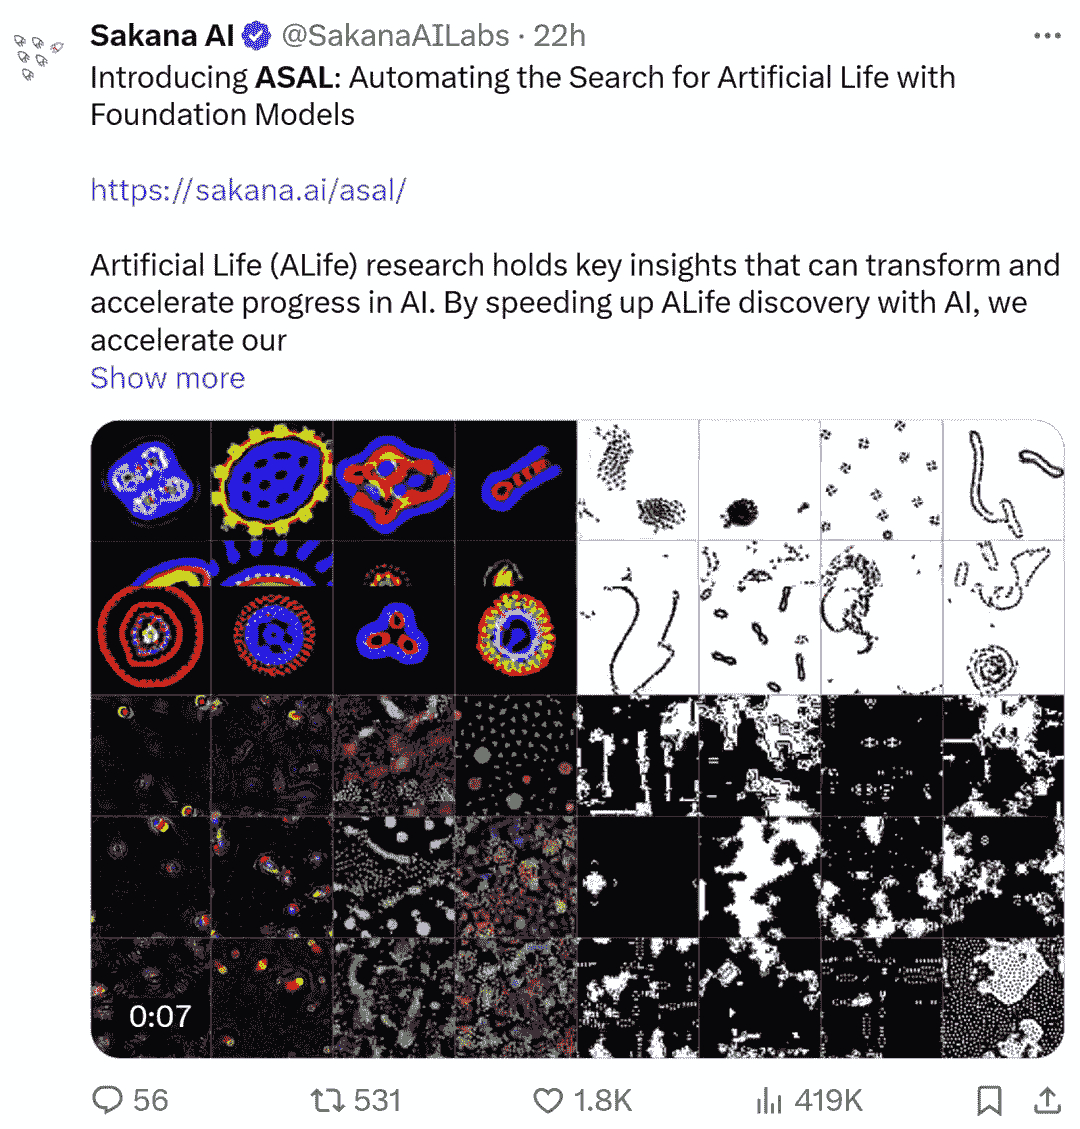 Sakana AI @SakanaAILabs · 22h
Introducing ASAL: Automating the Search for Artificial Life with
Foundation Models
https://sakana.ai/asal/
Artificial Life (ALife) research holds key insights that can transform and
accelerate progress in AI. By speeding up ALife discovery with AI, we
accelerate our
Show more
0:07
56 531 1.8K 419K